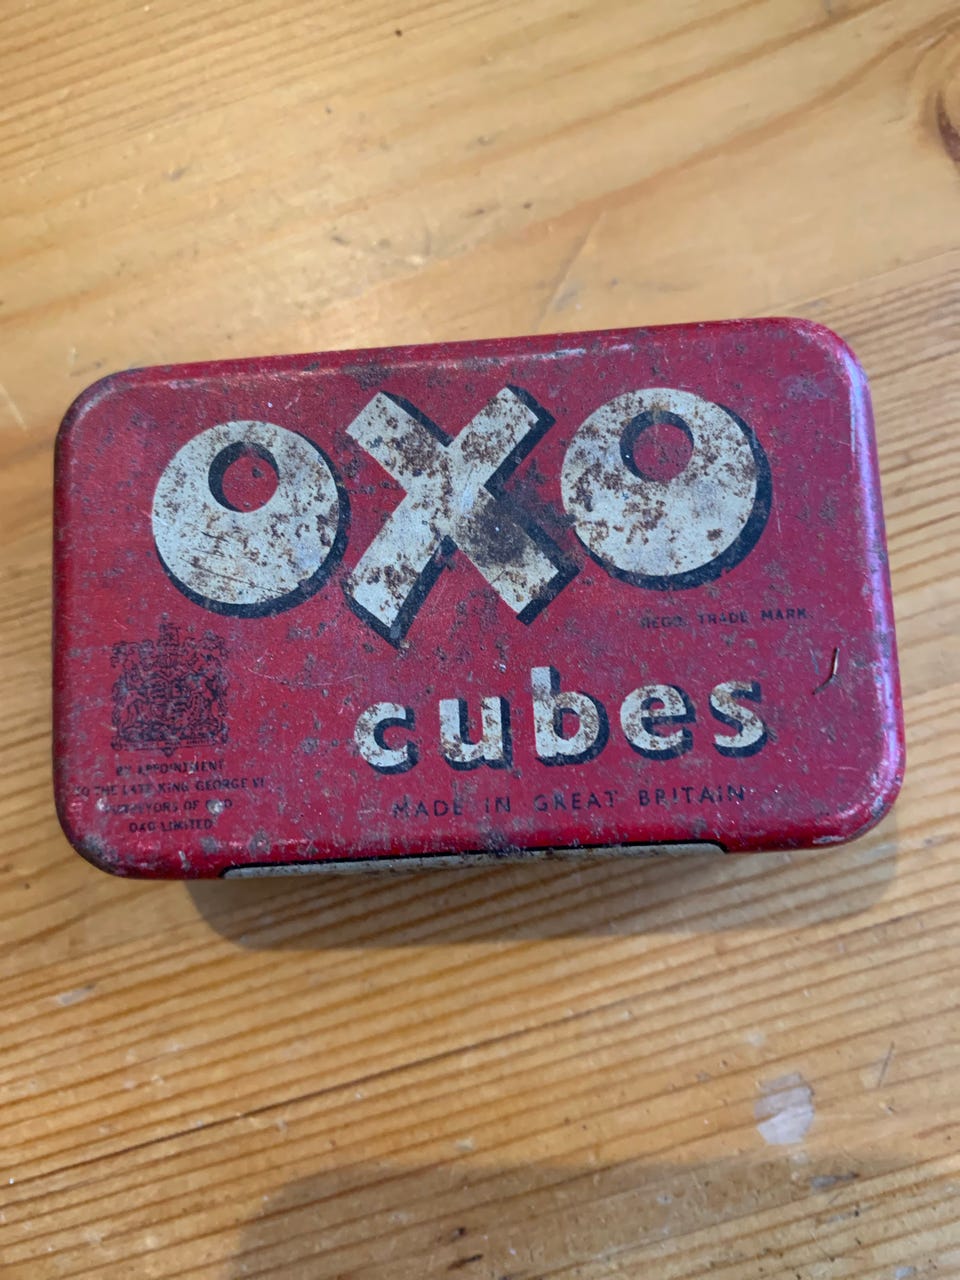 OXO
REGD. TRADE MARK.
cubes
MADE IN GREAT BRITAIN
BY APPOINTMENT
TO THE LATE KING GEORGE VI
PURVEYORS OF
OXO LIMITED